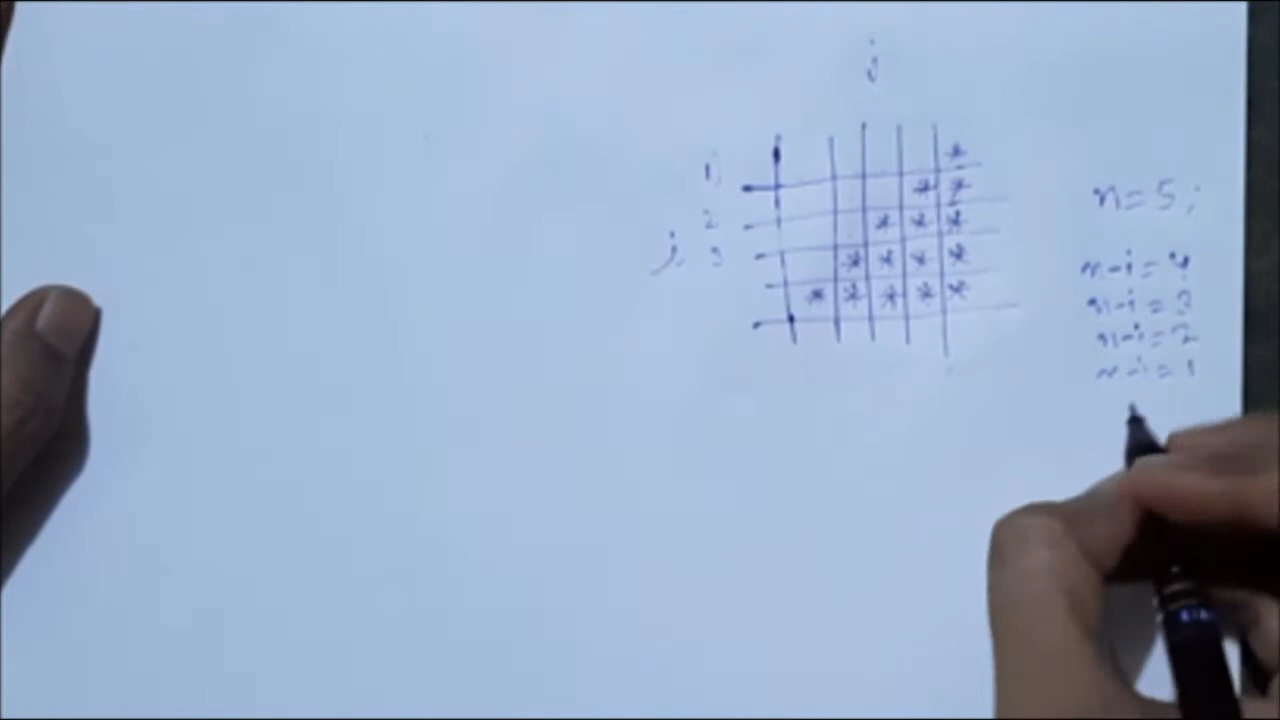 j
1 *
2 * *
i 3 * * *
* * * *
* * * * *
n=5;
n-i=4
n-i=3
n-i=2
n-i=1